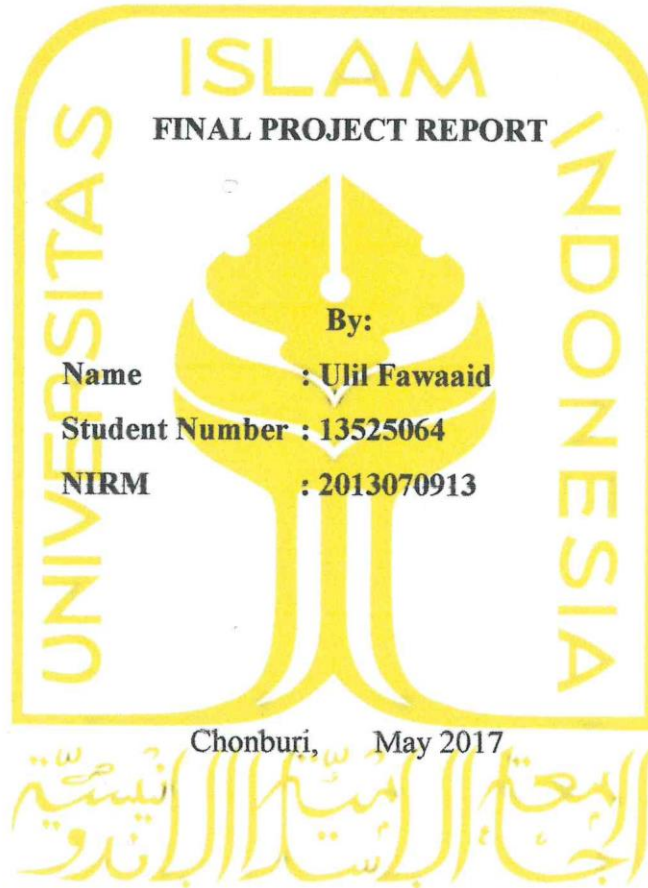 ISLAM
UNIVERSITAS
INDONESIA
FINAL PROJECT REPORT
By:
Name : Ulil Fawaaid
Student Number : 13525064
NIRM : 2013070913
Chonburi, May 2017